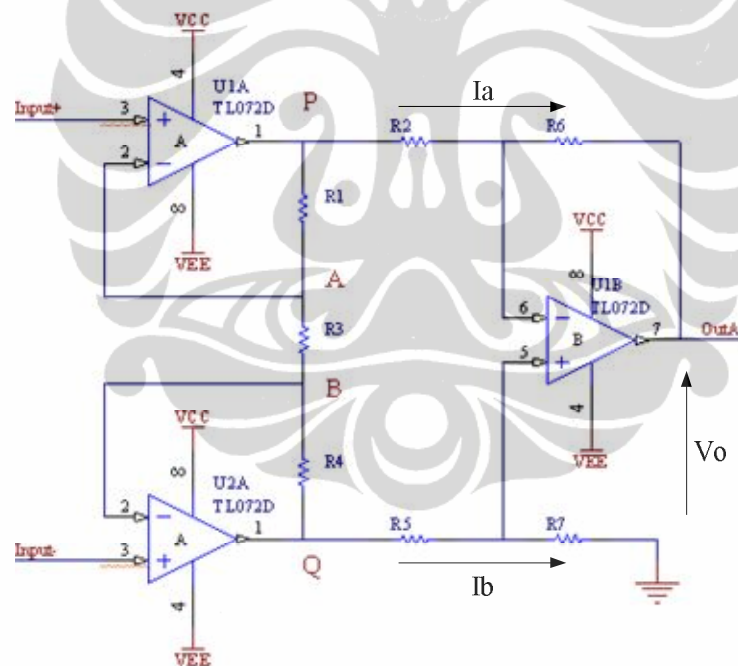 VCC
4
U1A
TL072D
P
Ia
Input+
3
+
A
1
R2
R6
2
−
R1
8
VEE
VCC
A
8
U1B
TL072D
6
−
R3
B
7
OutA
5
+
B
VCC
4
8
R4
VEE
Vo
U2A
TL072D
2
−
A
1
R5
R7
Input-
3
+
Q
Ib
4
VEE